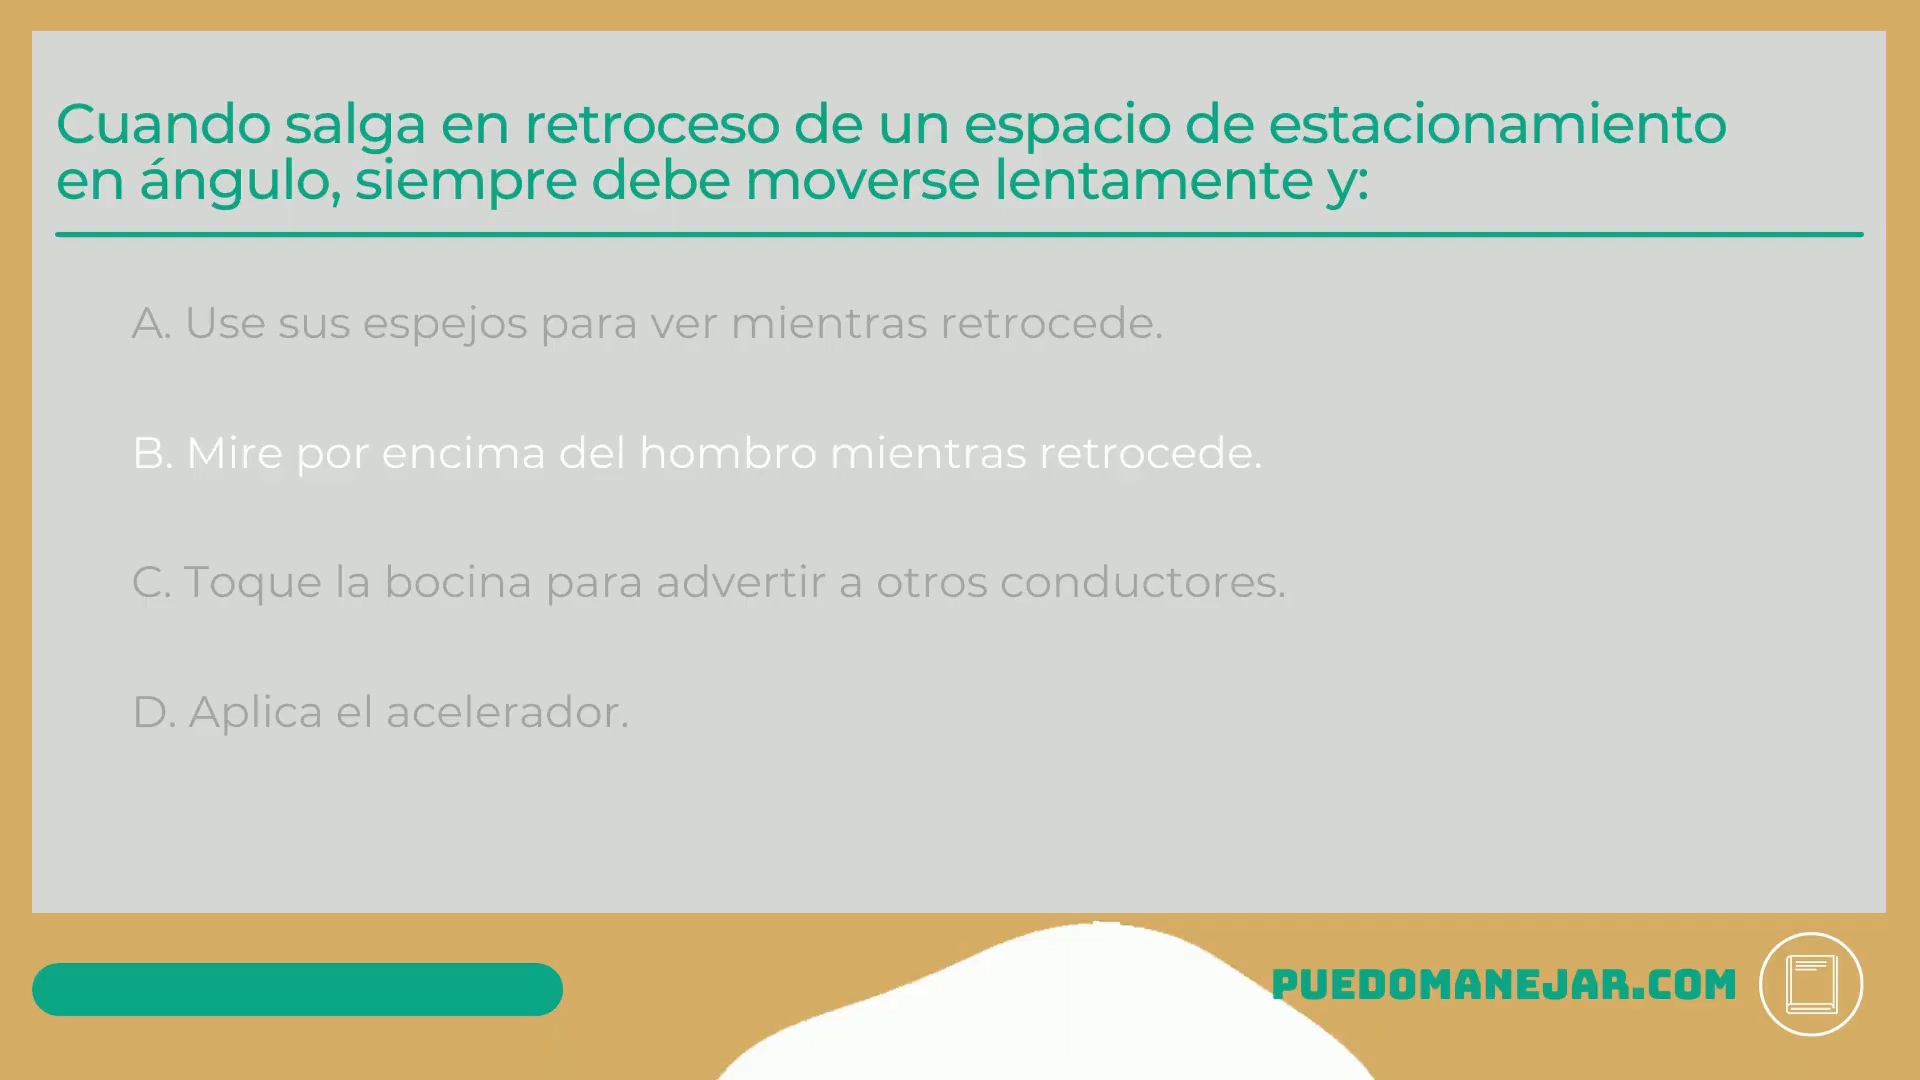 Cuando salga en retroceso de un espacio de estacionamiento
en ángulo, siempre debe moverse lentamente y:
A. Use sus espejos para ver mientras retrocede.
B. Mire por encima del hombro mientras retrocede.
C. Toque la bocina para advertir a otros conductores.
D. Aplica el acelerador.
PUEDOMANEJAR.COM